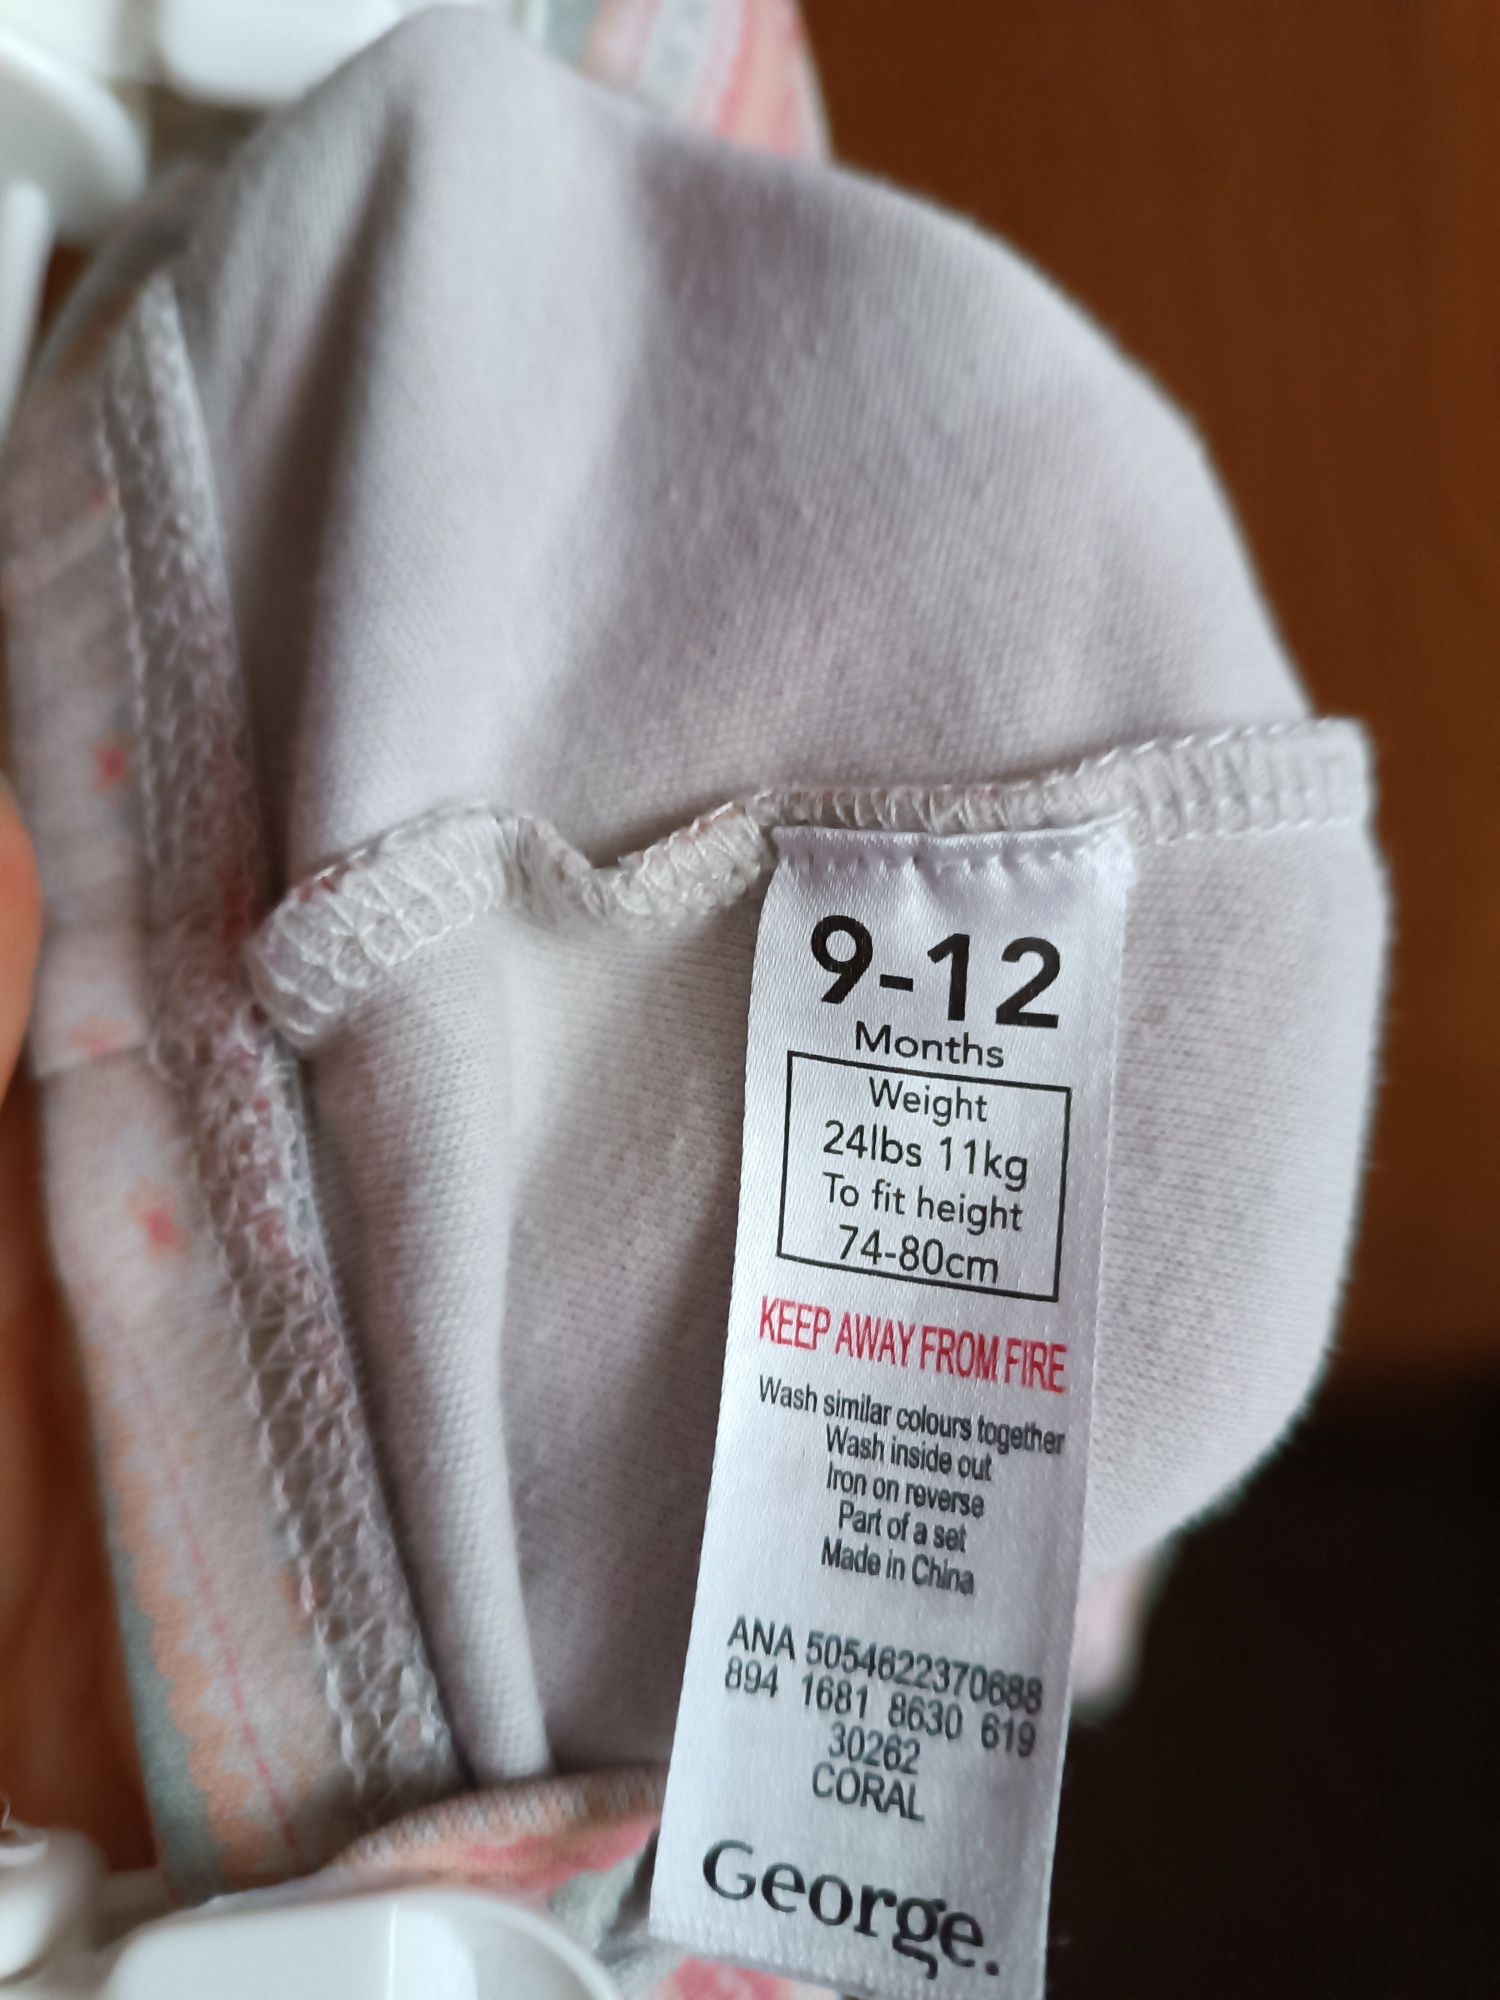 9-12
Months
Weight
24lbs 11kg
To fit height
74-80cm
KEEP AWAY FROM FIRE
Wash similar colours together
Wash inside out
Iron on reverse
Part of a set
Made in China
ANA 5054622370688
894 1681 8630 619
30262
CORAL
George.